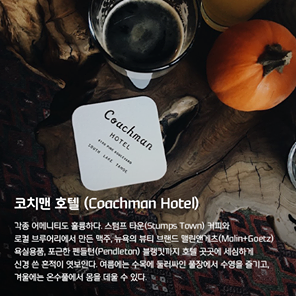 Coachman
HOTEL
SOUTH LAKE TAHOE
코치맨 호텔 (Coachman Hotel)
각종 어메니티도 훌륭하다. 스텀프 타운(Stumps Town) 커피와
로컬 브루어리에서 만든 맥주, 뉴욕의 뷰티 브랜드 맬린앤게츠(Malin+Goetz)
욕실용품, 포근한 펜들턴(Pendleton) 블랭킷까지 호텔 곳곳에 세심하게
신경 쓴 흔적이 엿보인다. 여름에는 수목에 둘러싸인 풀장에서 수영을 즐기고,
겨울에는 온수풀에서 몸을 데울 수 있다.